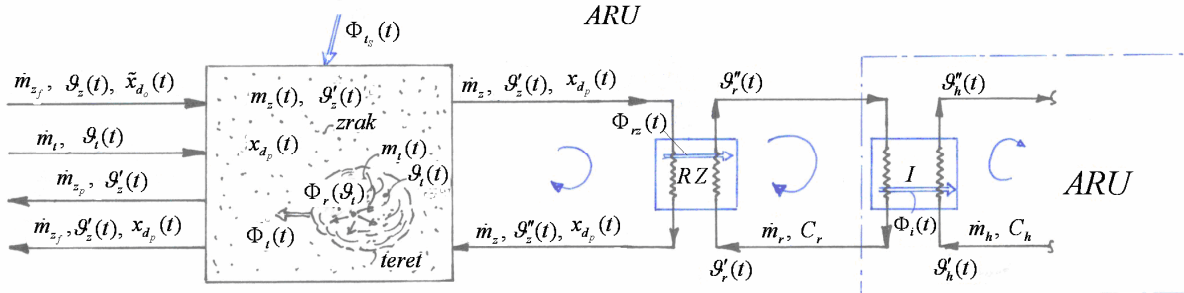 ARU
Φ_{t_s}(t)
ṁ_{z_f}, ϑ_z(t), x̃_{d_o}(t)
ṁ_t, ϑ_t(t)
ṁ_{z_p}, ϑ'_z(t)
ṁ_{z_f}, ϑ'_z(t), x_{d_p}(t)
m_z(t), ϑ'_z(t)
zrak
x_{d_p}(t)
m_t(t)
ϑ_t(t)
Φ_r(ϑ_t)
Φ_t(t)
teret
ṁ_z, ϑ'_z(t), x_{d_p}(t)
ṁ_z, ϑ''_z(t), x_{d_p}(t)
Φ_{rz}(t)
RZ
ϑ''_r(t)
ṁ_r, C_r
ϑ'_r(t)
I
Φ_i(t)
ϑ''_h(t)
ARU
ṁ_h, C_h
ϑ'_h(t)